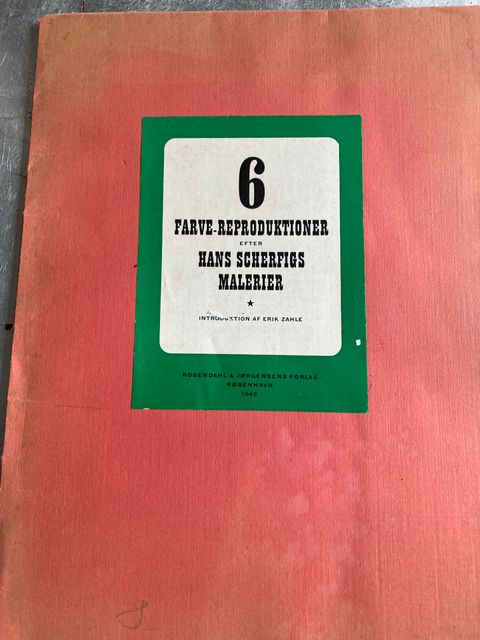 6
FARVE-REPRODUKTIONER
EFTER
HANS SCHERFIGS
MALERIER
★
INTRODUKTION AF ERIK ZAHLE
ROSENDAHL & JØRGENSENS FORLAG
KØBENHAVN
1945